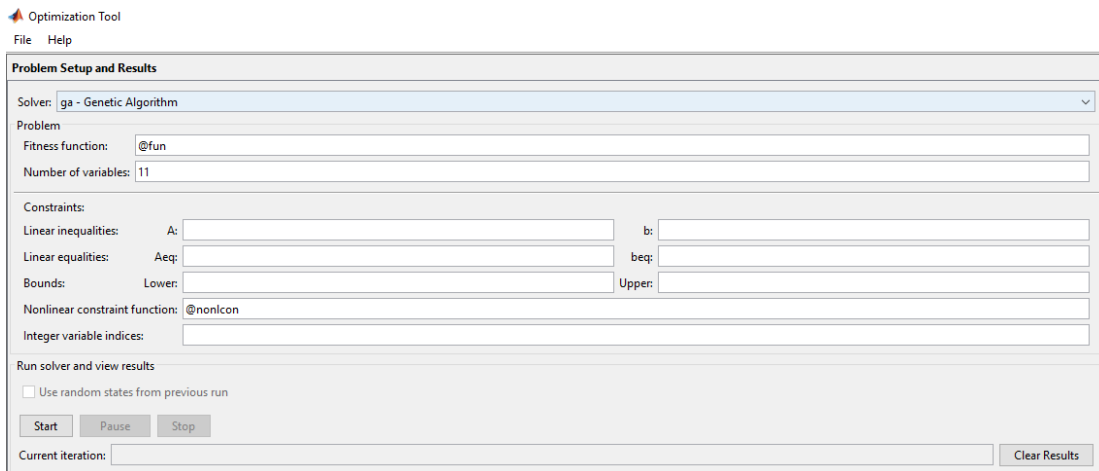 Optimization Tool
File Help
Problem Setup and Results
Solver: ga - Genetic Algorithm
Problem
Fitness function: @fun
Number of variables: 11
Constraints:
Linear inequalities: A: b:
Linear equalities: Aeq: beq:
Bounds: Lower: Upper:
Nonlinear constraint function: @nonlcon
Integer variable indices:
Run solver and view results
Use random states from previous run
Start Pause Stop
Current iteration: Clear Results